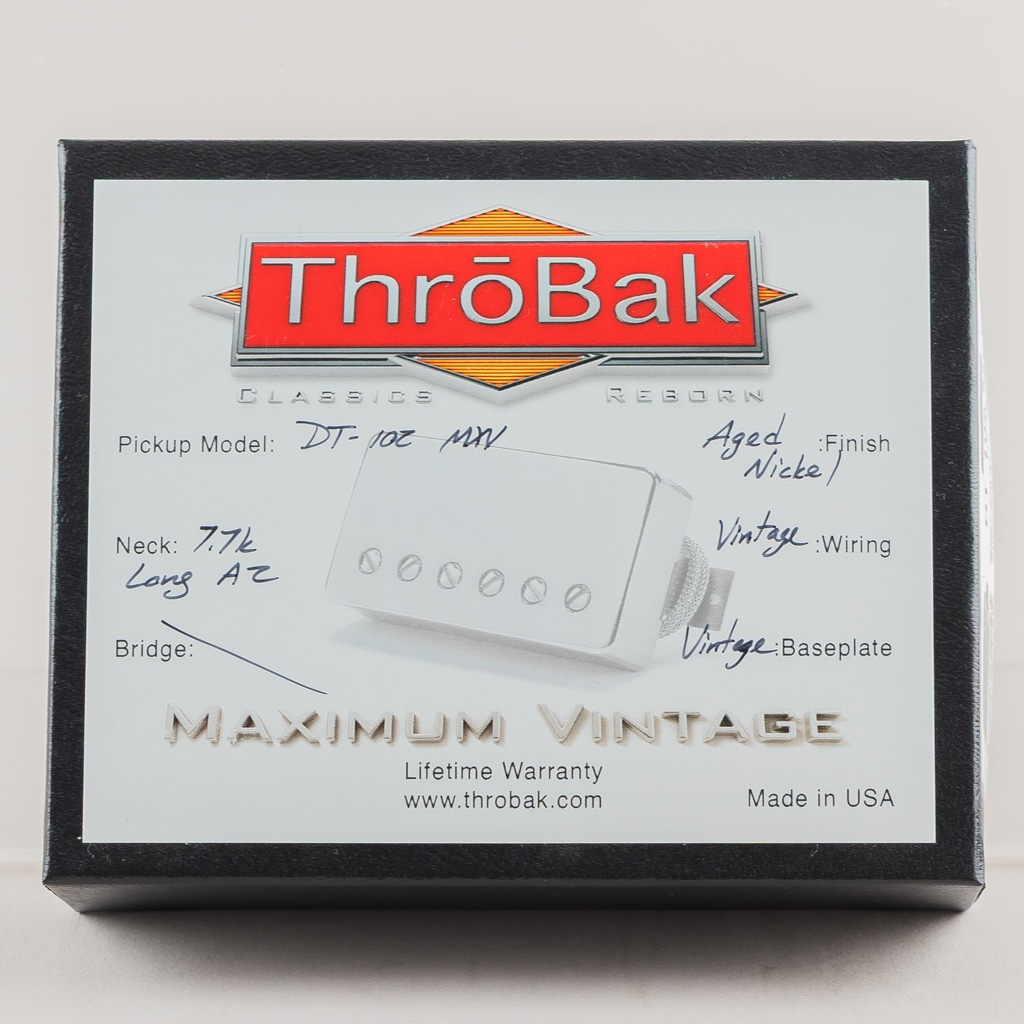 ThrōBak
CLASSICS REBORN
Pickup Model: DT-102 MXV
Aged :Finish
Nickel
Neck: 7.7k
Long A2
Vintage :Wiring
Bridge:
Vintage :Baseplate
MAXIMUM VINTAGE
Lifetime Warranty
www.throbak.com
Made in USA